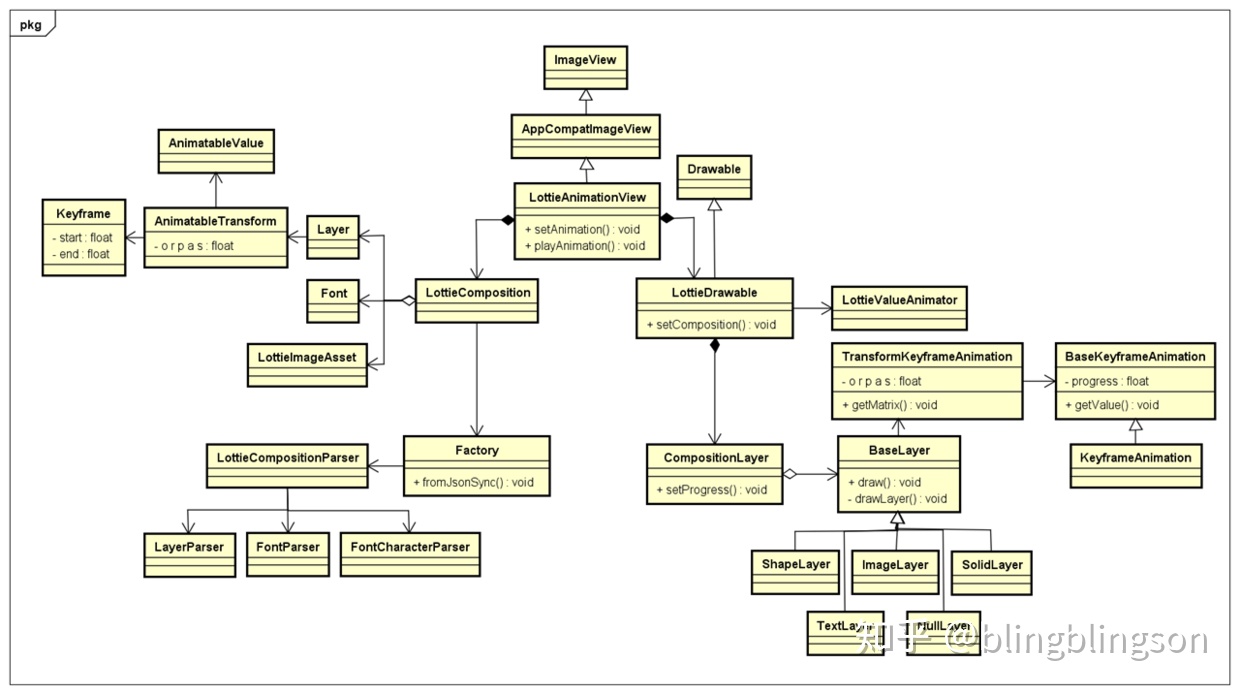 pkg
ImageView
AppCompatImageView
AnimatableValue
Drawable
LottieAnimationView
+ setAnimation() : void
+ playAnimation() : void
Keyframe
- start : float
- end : float
AnimatableTransform
- o r p a s : float
Layer
Font
LottieComposition
LottieDrawable
+ setComposition() : void
LottieValueAnimator
LottieImageAsset
TransformKeyframeAnimation
- o r p a s : float
+ getMatrix() : void
BaseKeyframeAnimation
- progress : float
+ getValue() : void
LottieCompositionParser
Factory
+ fromJsonSync() : void
CompositionLayer
+ setProgress() : void
BaseLayer
+ draw() : void
- drawLayer() : void
KeyframeAnimation
LayerParser
FontParser
FontCharacterParser
ShapeLayer
ImageLayer
SolidLayer
TextLayer
NullLayer
知乎 @blingblingson